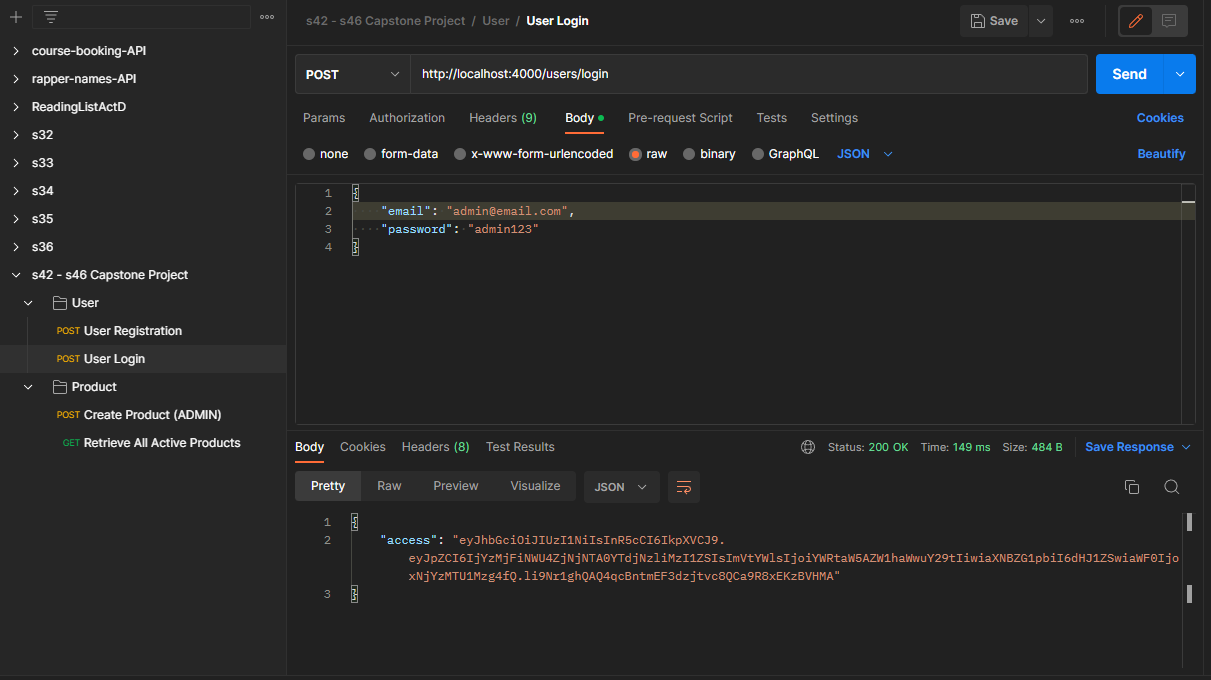 s42 - s46 Capstone Project / User / User Login
Save
course-booking-API
rapper-names-API
ReadingListActD
s32
s33
s34
s35
s36
s42 - s46 Capstone Project
User
POST User Registration
POST User Login
Product
POST Create Product (ADMIN)
GET Retrieve All Active Products
POST
http://localhost:4000/users/login
Send
Params Authorization Headers (9) Body Pre-request Script Tests Settings Cookies
none form-data x-www-form-urlencoded raw binary GraphQL JSON Beautify
1 {
2 "email": "admin@email.com",
3 "password": "admin123"
4 }
Body Cookies Headers (8) Test Results Status: 200 OK Time: 149 ms Size: 484 B Save Response
Pretty Raw Preview Visualize JSON
1 {
2 "access": "eyJhbGciOiJIUzI1NiIsInR5cCI6IkpXVCJ9.
eyJpZCI6IjYzMjFiNWU4ZjNjNTA0YTdjNzliMzI1ZSIsImVtYWlsIjoiYWRtaW5AZW1haWwuY29tIiwiaXNBZG1pbiI6dHJ1ZSwiaWF0Ijo
xNjYzMTU1Mzg4fQ.li9Nr1ghQAQ4qcBntmEF3dzjtvc8QCa9R8xEKzBVHMA"
3 }